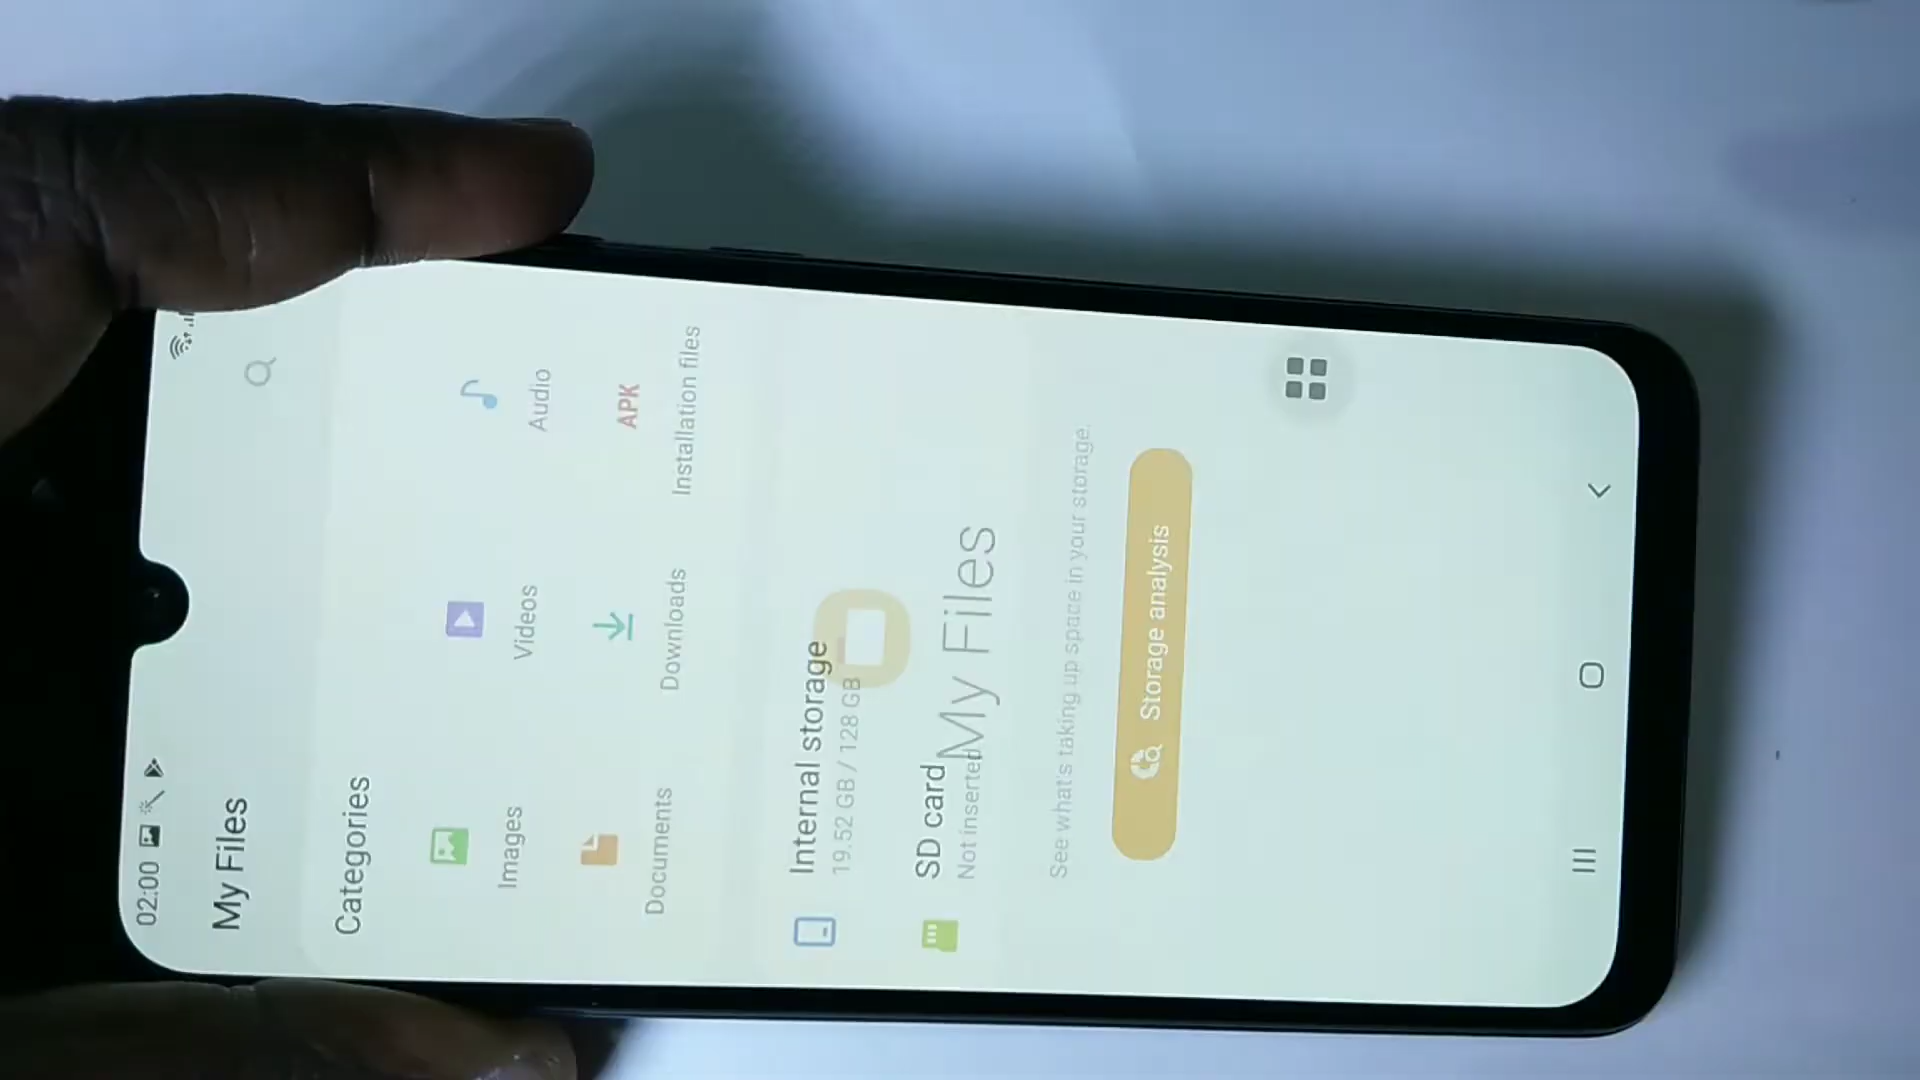 02:00
My Files
Categories
Images
Videos
Audio
Documents
Downloads
APK
Installation files
Internal storage
19.52 GB / 128 GB
My Files
SD card
Not inserted
See what's taking up space in your storage.
Storage analysis